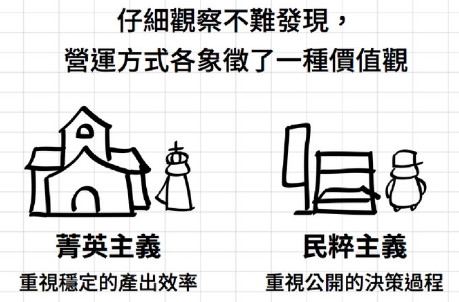 仔細觀察不難發現，
營運方式各象徵了一種價值觀
菁英主義
民粹主義
重視穩定的產出效率
重視公開的決策過程